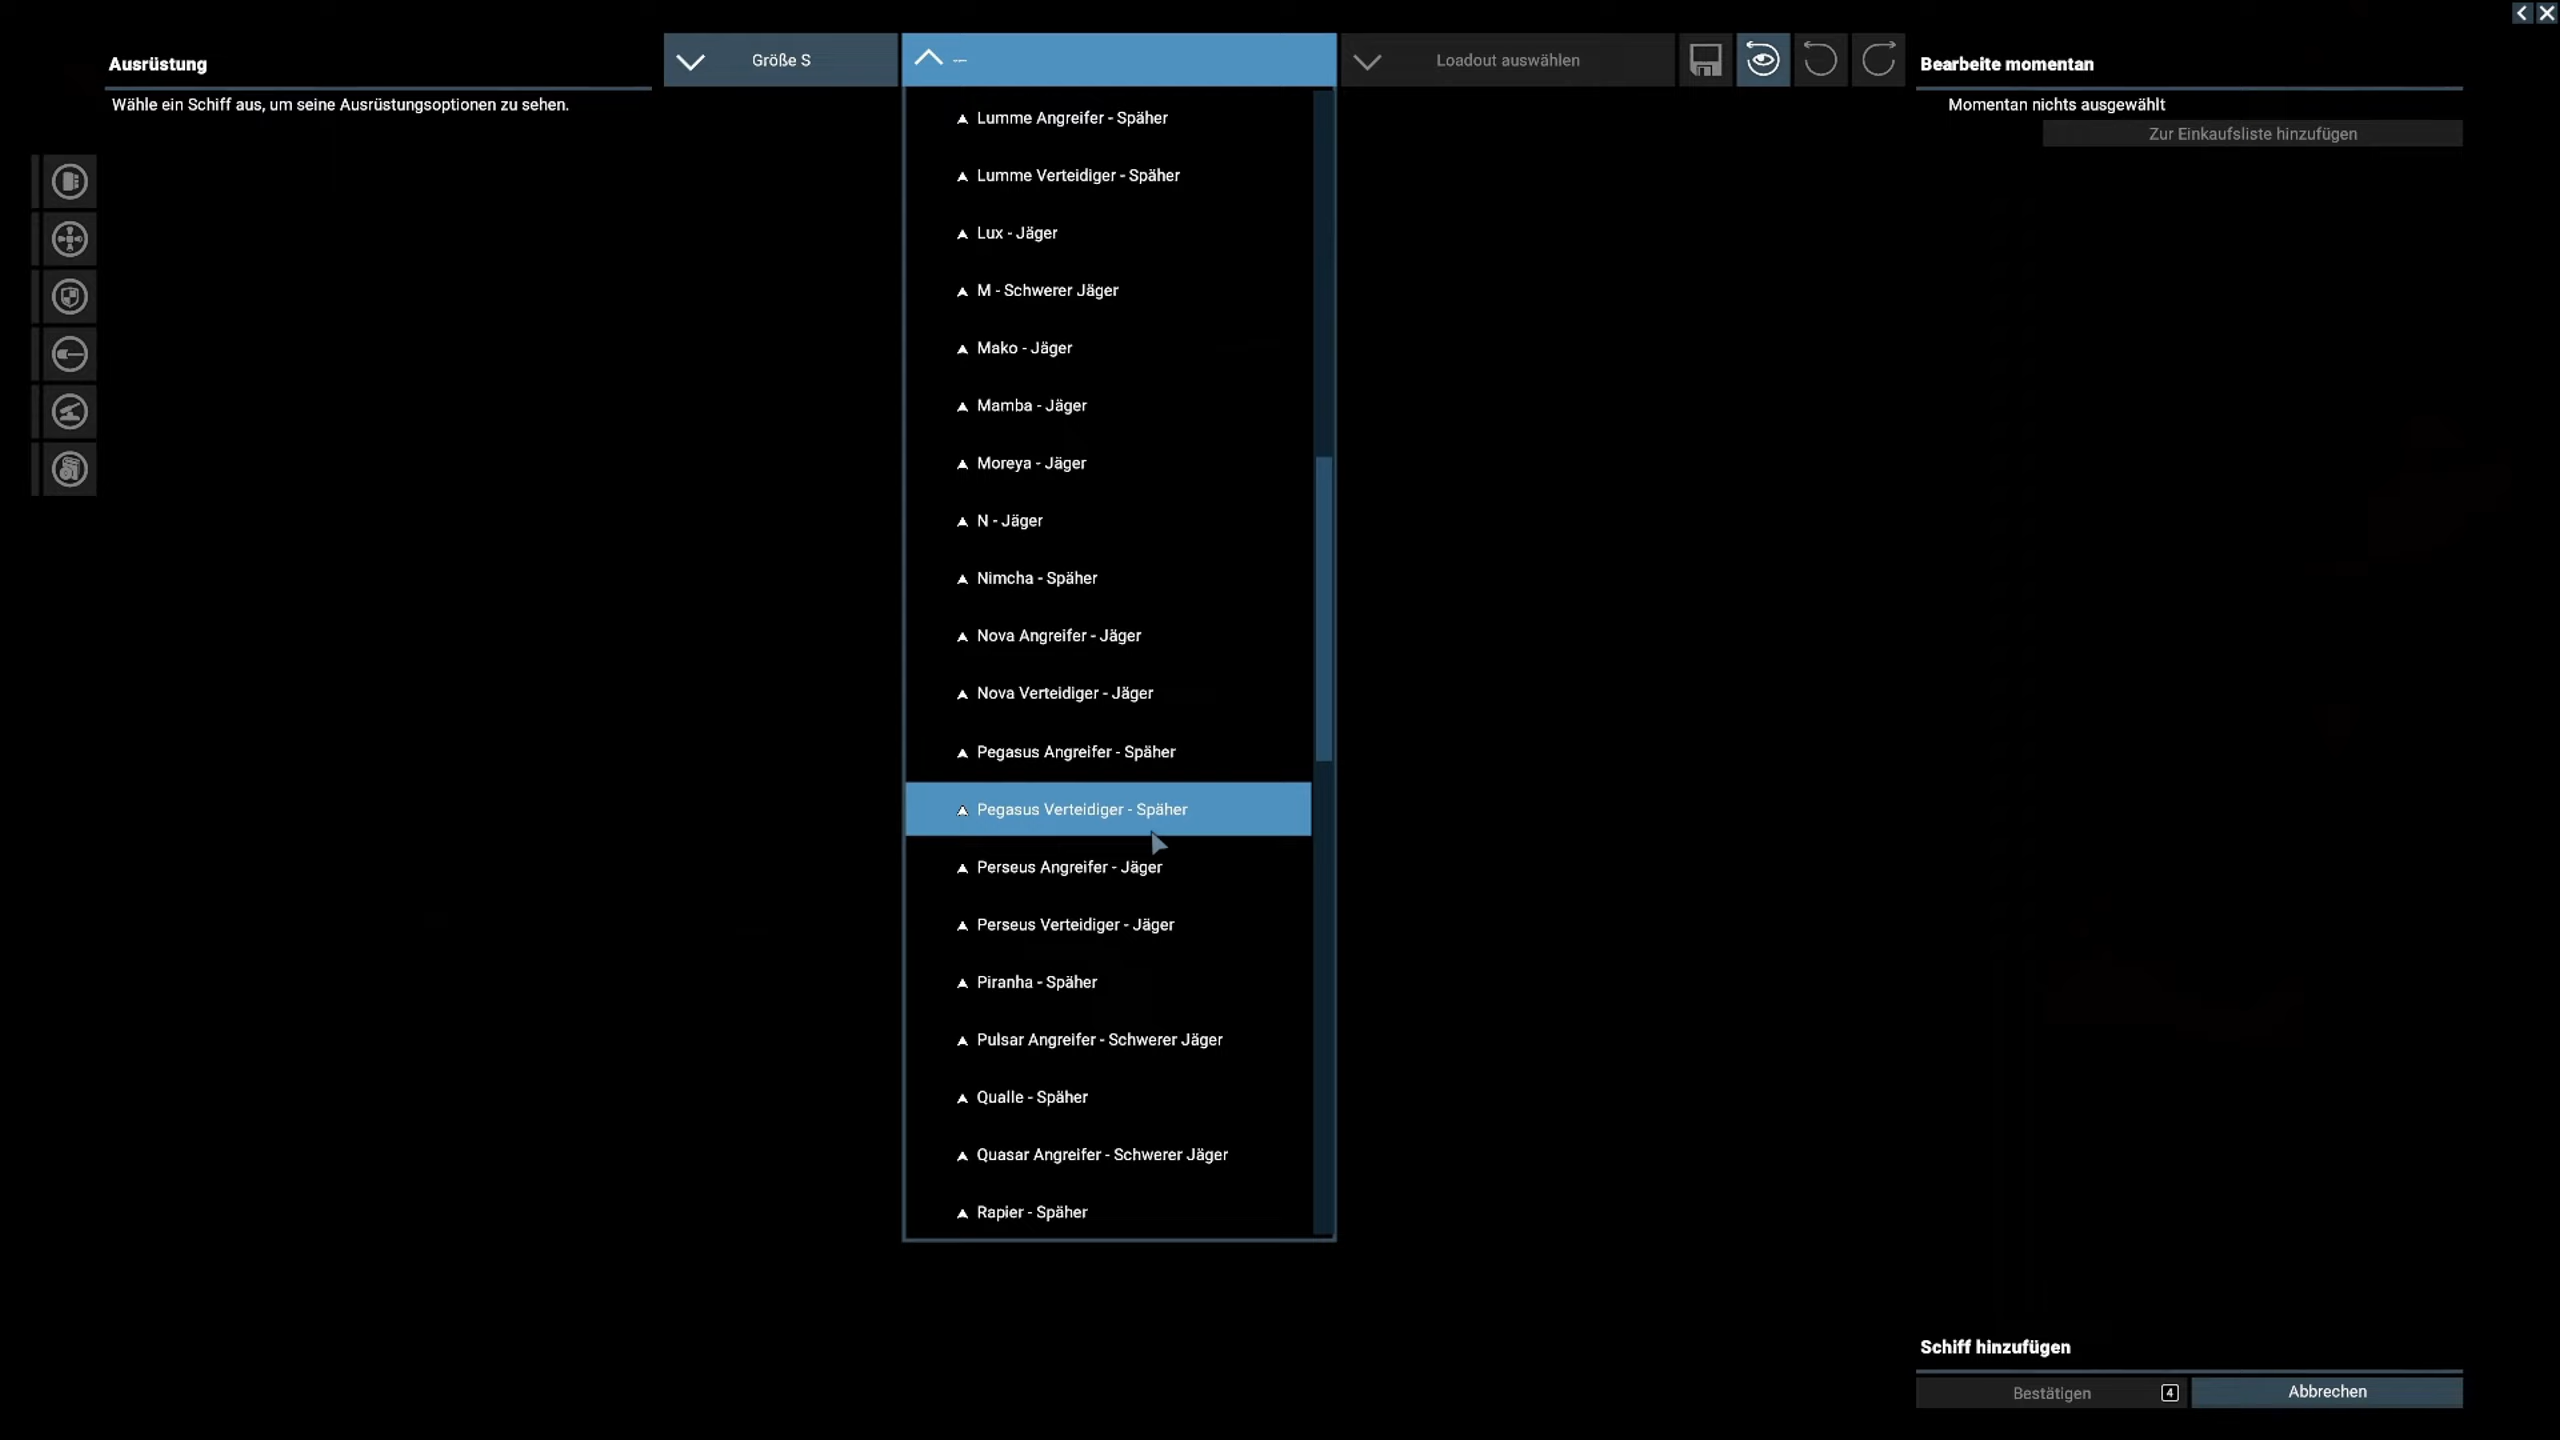 Ausrüstung
Wähle ein Schiff aus, um seine Ausrüstungsoptionen zu sehen.
Größe S
---
Loadout auswählen
Bearbeite momentan
Momentan nichts ausgewählt
Zur Einkaufsliste hinzufügen
Lumme Angreifer - Späher
Lumme Verteidiger - Späher
Lux - Jäger
M - Schwerer Jäger
Mako - Jäger
Mamba - Jäger
Moreya - Jäger
N - Jäger
Nimcha - Späher
Nova Angreifer - Jäger
Nova Verteidiger - Jäger
Pegasus Angreifer - Späher
Pegasus Verteidiger - Späher
Perseus Angreifer - Jäger
Perseus Verteidiger - Jäger
Piranha - Späher
Pulsar Angreifer - Schwerer Jäger
Qualle - Späher
Quasar Angreifer - Schwerer Jäger
Rapier - Späher
Schiff hinzufügen
Bestätigen 4
Abbrechen